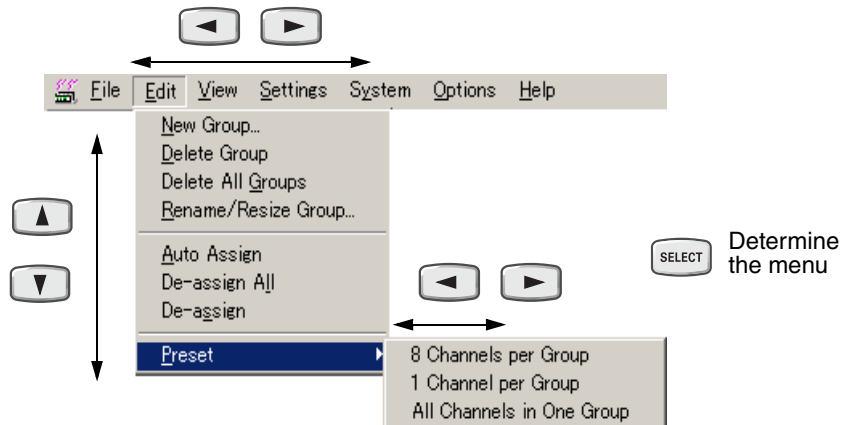 File Edit View Settings System Options Help
New Group...
Delete Group
Delete All Groups
Rename/Resize Group...
Auto Assign
De-assign All
De-assign
Preset
8 Channels per Group
1 Channel per Group
All Channels in One Group
SELECT
Determine
the menu